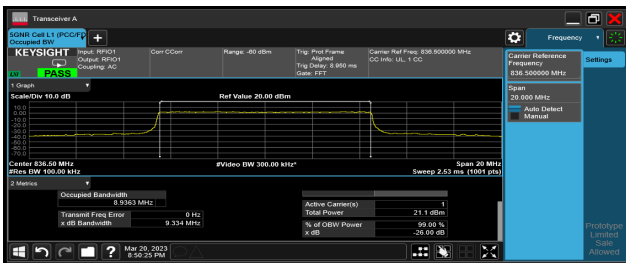 Transceiver A
5GNR Cell L1 (PCC/FD
Occupied BW
Frequency
KEYSIGHT
Input: RFIO1
Output: RFIO1
Coupling: AC
Corr CCorr
Range: -60 dBm
Trig: Prot Frame
Aligned
Trig Delay: 8.950 ms
Gate: FFT
Carrier Ref Freq: 836.500000 MHz
CC Info: UL, 1 CC
PASS
Carrier Reference
Frequency
836.500000 MHz
Settings
Span
20.000 MHz
Auto Detect
Manual
1 Graph
Scale/Div 10.0 dB
Ref Value 20.00 dBm
10.0
0.00
-10.0
-20.0
-30.0
-40.0
-50.0
-60.0
-70.0
Center 836.50 MHz
#Video BW 300.00 kHz*
Span 20 MHz
#Res BW 100.00 kHz
Sweep 2.53 ms (1001 pts)
2 Metrics
Occupied Bandwidth
8.9363 MHz
Transmit Freq Error
0 Hz
x dB Bandwidth
9.334 MHz
Active Carrier(s)
1
Total Power
21.1 dBm
% of OBW Power
99.00 %
x dB
-26.00 dB
Mar 20, 2023
8:50:25 PM
Prototype
Limited
Sale
Allowed